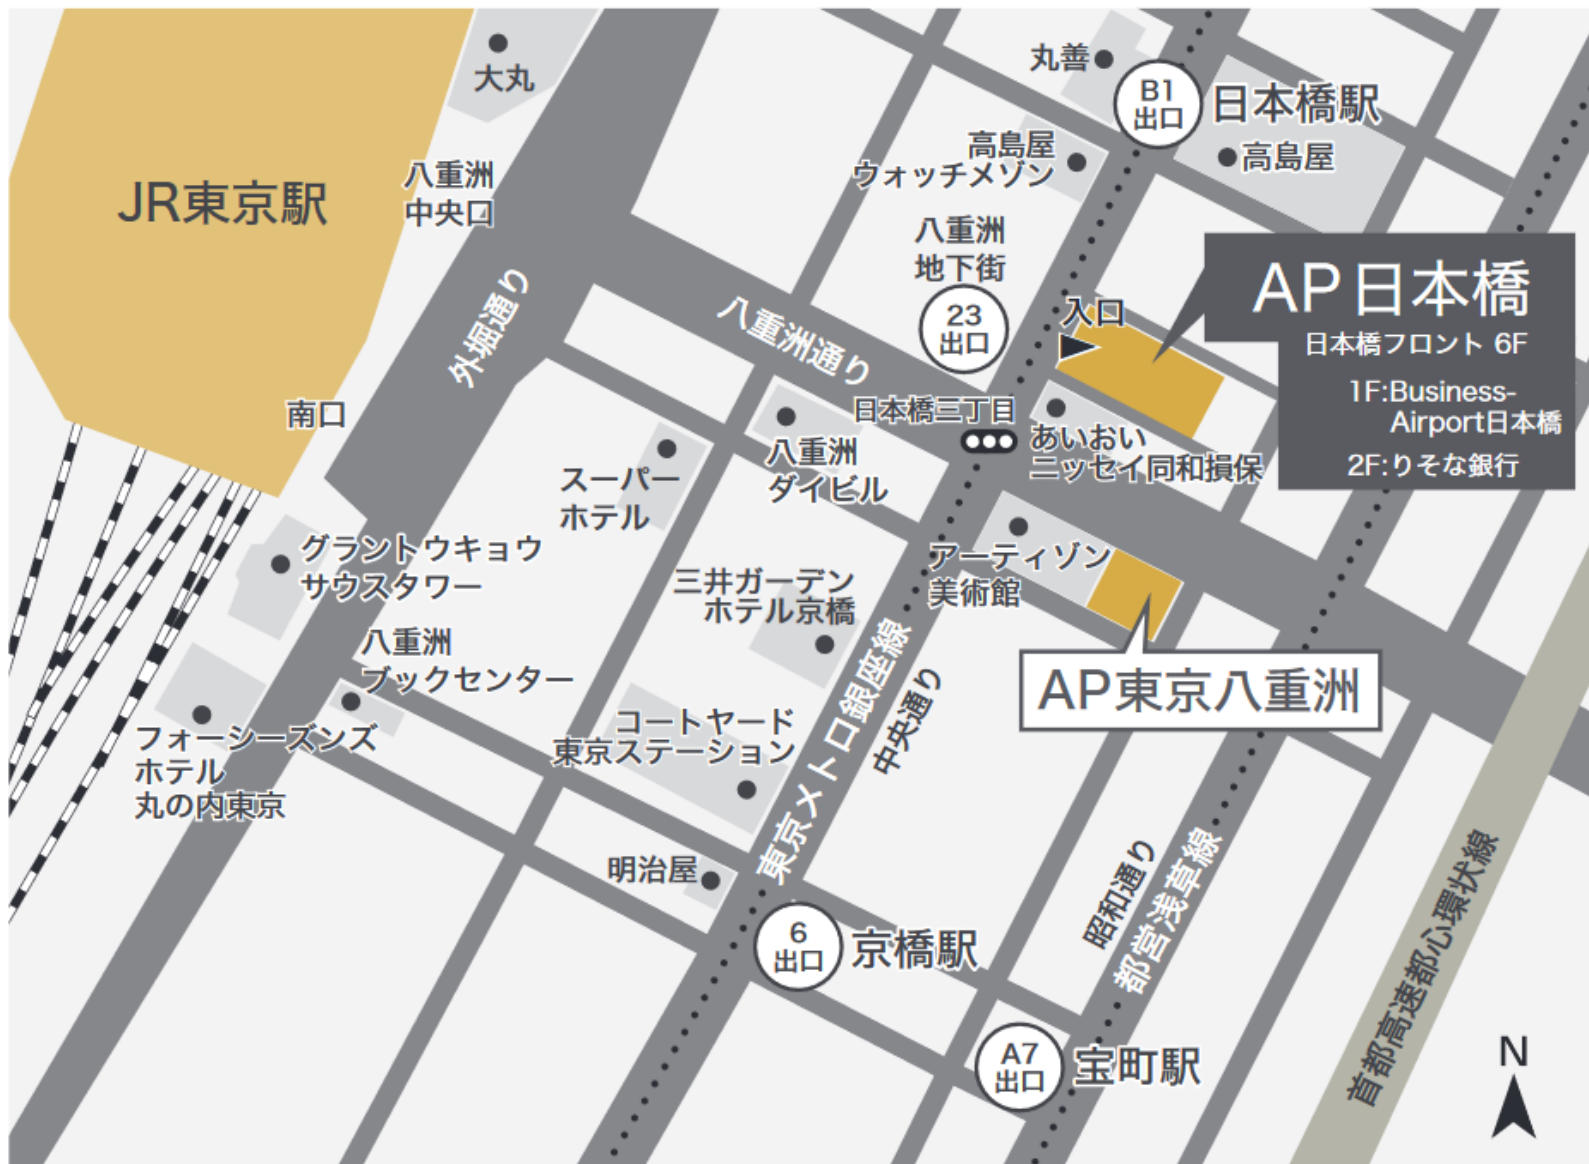 大丸
丸善
B1
出口
日本橋駅
高島屋
高島屋
ウォッチメゾン
JR東京駅
八重洲
中央口
八重洲
地下街
23
出口
入口
AP日本橋
日本橋フロント 6F
1F:Business-
Airport日本橋
2F:りそな銀行
外堀通り
八重洲通り
南口
日本橋三丁目
あいおい
ニッセイ同和損保
八重洲
ダイビル
スーパー
ホテル
アーティゾン
美術館
グラントウキョウ
サウスタワー
三井ガーデン
ホテル京橋
八重洲
ブックセンター
AP東京八重洲
東京メトロ銀座線
中央通り
フォーシーズンズ
ホテル
丸の内東京
コートヤード
東京ステーション
明治屋
昭和通り
都営浅草線
首都高速都心環状線
6
出口
京橋駅
A7
出口
宝町駅
N